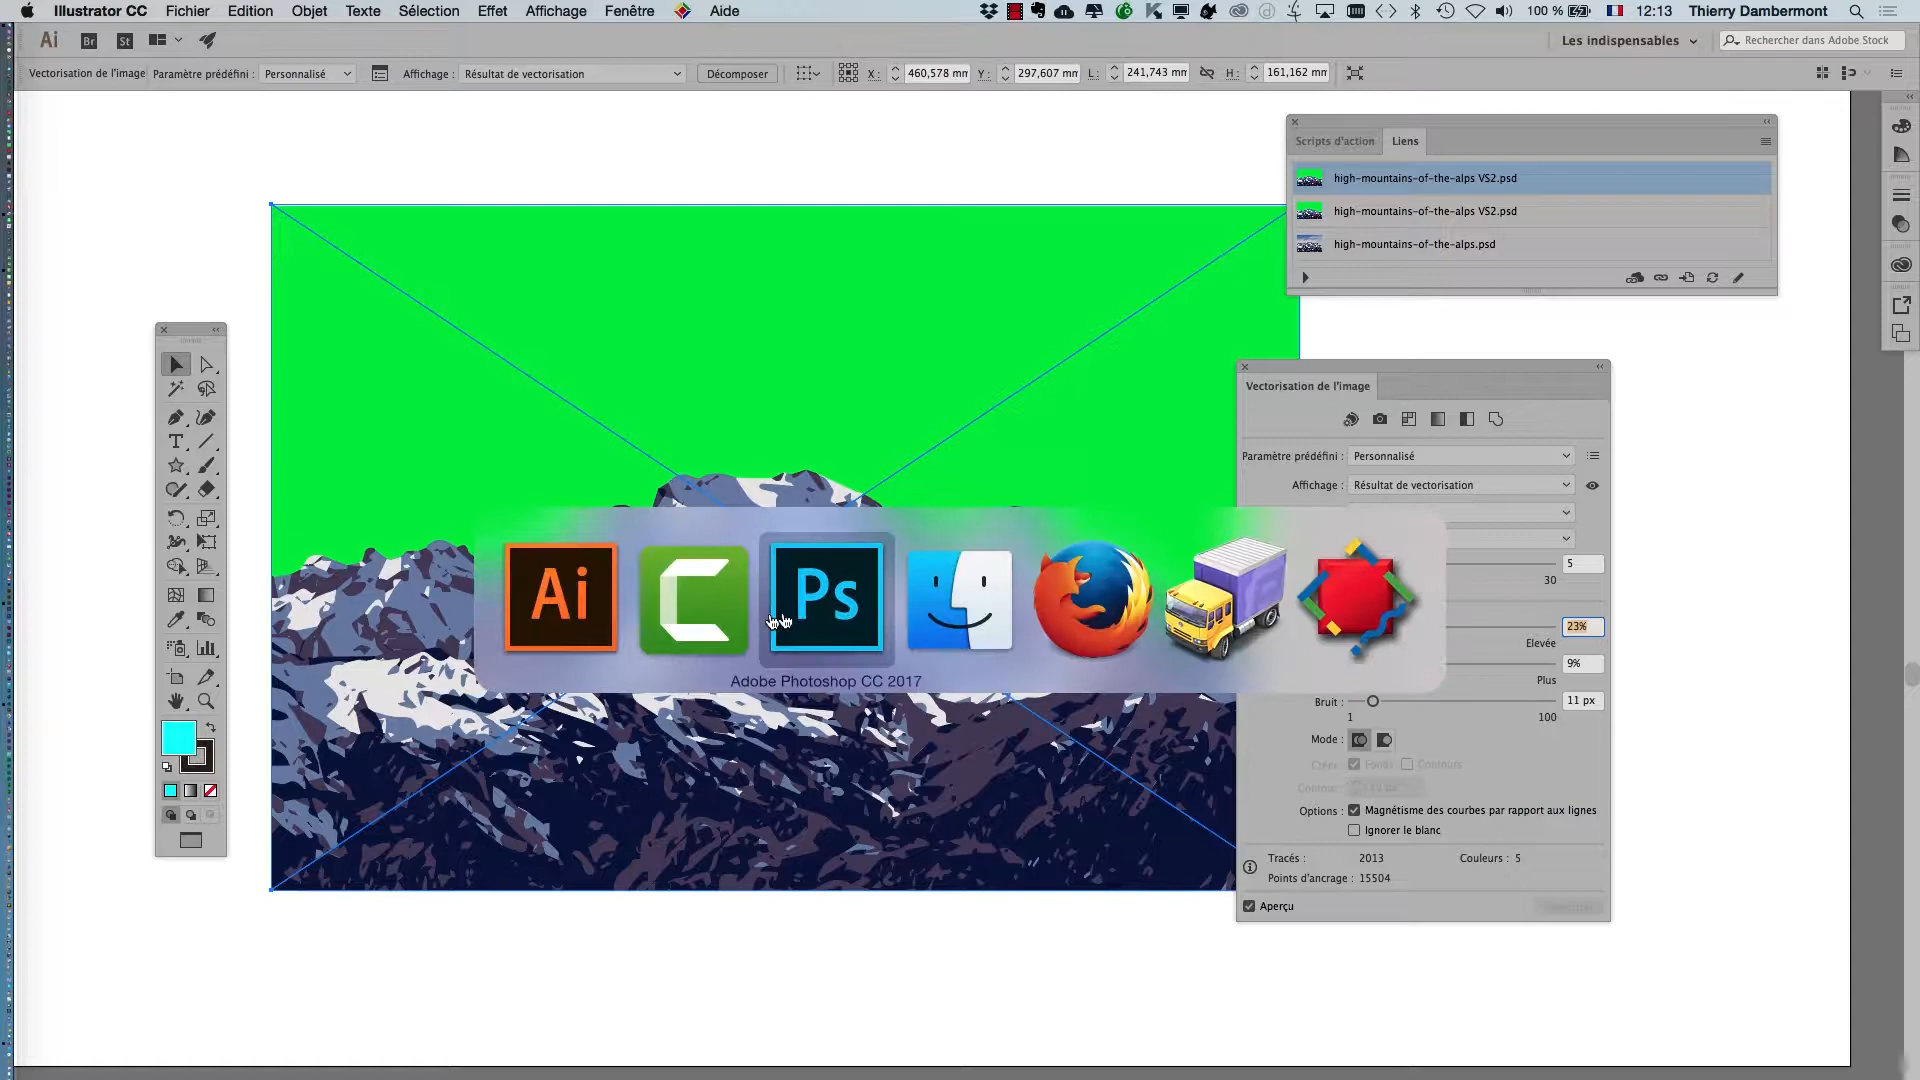 Illustrator CC Fichier Edition Objet Texte Sélection Effet Affichage Fenêtre Aide 100 % 12:13 Thierry Dambermont
Ai Br St Les indispensables Rechercher dans Adobe Stock
Vectorisation de l'image Paramètre prédéfini : Personnalisé Affichage : Résultat de vectorisation Décomposer X : 460,578 mm Y : 297,607 mm L : 241,743 mm H : 161,162 mm
Scripts d'action Liens
high-mountains-of-the-alps VS2.psd
high-mountains-of-the-alps VS2.psd
high-mountains-of-the-alps.psd
Vectorisation de l'image
Paramètre prédéfini : Personnalisé
Affichage : Résultat de vectorisation
5
30
Ai Ps
23%
Elevée
9%
Plus
Adobe Photoshop CC 2017
Bruit : 11 px
1 100
Mode :
Créer : Fonds Contours
Contour :
Options : Magnétisme des courbes par rapport aux lignes
Ignorer le blanc
Tracés : 2013 Couleurs : 5
Points d'ancrage : 15504
Aperçu